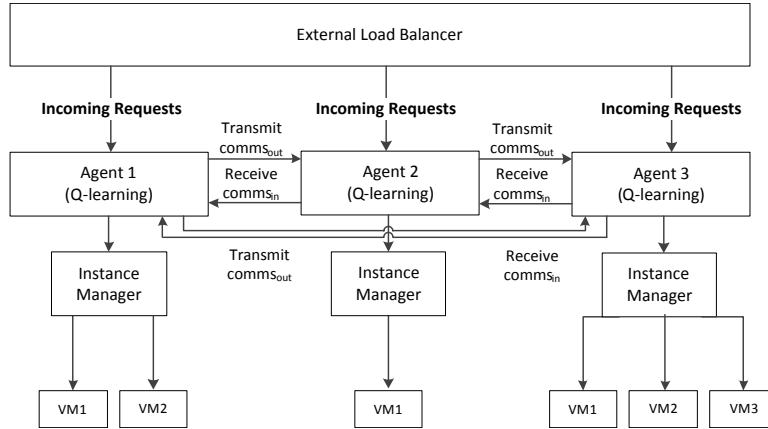 External Load Balancer
Incoming Requests
Incoming Requests
Incoming Requests
Transmit
comms_out
Transmit
comms_out
Agent 1
(Q-learning)
Receive
comms_in
Agent 2
(Q-learning)
Receive
comms_in
Agent 3
(Q-learning)
Transmit
comms_out
Receive
comms_in
Instance
Manager
Instance
Manager
Instance
Manager
VM1
VM2
VM1
VM1
VM2
VM3